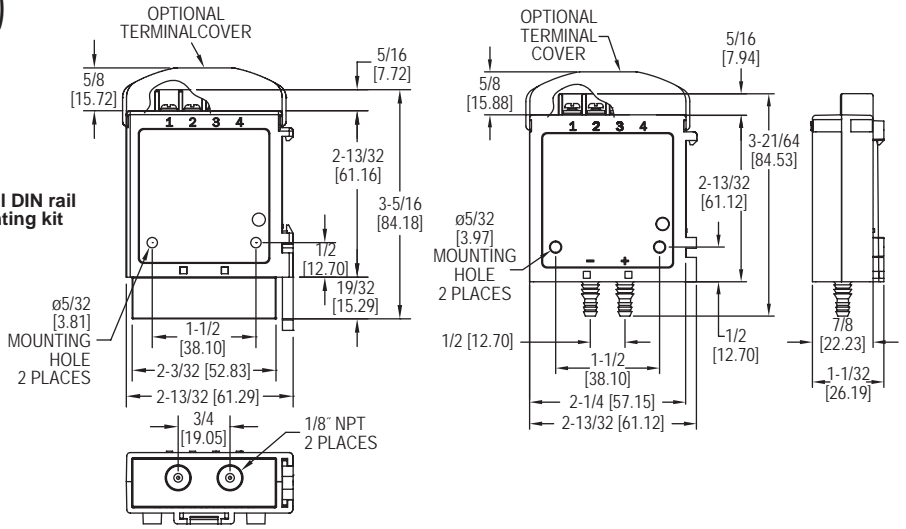 OPTIONAL
TERMINALCOVER
5/8
[15.72]
5/16
[7.72]
1 2 3 4
2-13/32
[61.16]
3-5/16
[84.18]
DIN rail
kit
1/2
[12.70]
19/32
[15.29]
ø5/32
[3.81]
MOUNTING
HOLE
2 PLACES
1-1/2
[38.10]
2-3/32 [52.83]
2-13/32 [61.29]
3/4
[19.05]
1/8" NPT
2 PLACES
OPTIONAL
TERMINAL
COVER
5/8
[15.88]
5/16
[7.94]
1 2 3 4
3-21/64
[84.53]
2-13/32
[61.12]
ø5/32
[3.97]
MOUNTING
HOLE
2 PLACES
- +
1/2 [12.70]
1-1/2
[38.10]
1/2
[12.70]
2-1/4 [57.15]
2-13/32 [61.12]
7/8
[22.23]
1-1/32
[26.19]